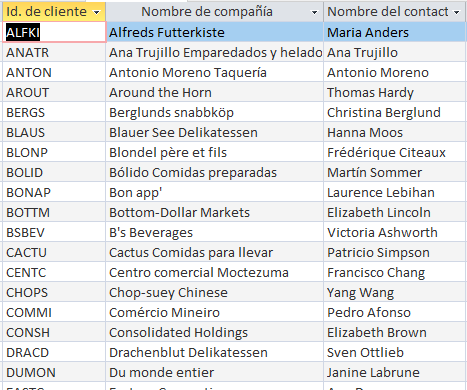 Id. de cliente Nombre de compañía Nombre del contact
ALFKI Alfreds Futterkiste Maria Anders
ANATR Ana Trujillo Emparedados y helado Ana Trujillo
ANTON Antonio Moreno Taquería Antonio Moreno
AROUT Around the Horn Thomas Hardy
BERGS Berglunds snabbköp Christina Berglund
BLAUS Blauer See Delikatessen Hanna Moos
BLONP Blondel père et fils Frédérique Citeaux
BOLID Bólido Comidas preparadas Martín Sommer
BONAP Bon app' Laurence Lebihan
BOTTM Bottom-Dollar Markets Elizabeth Lincoln
BSBEV B's Beverages Victoria Ashworth
CACTU Cactus Comidas para llevar Patricio Simpson
CENTC Centro comercial Moctezuma Francisco Chang
CHOPS Chop-suey Chinese Yang Wang
COMMI Comércio Mineiro Pedro Afonso
CONSH Consolidated Holdings Elizabeth Brown
DRACD Drachenblut Delikatessen Sven Ottlieb
DUMON Du monde entier Janine Labrune